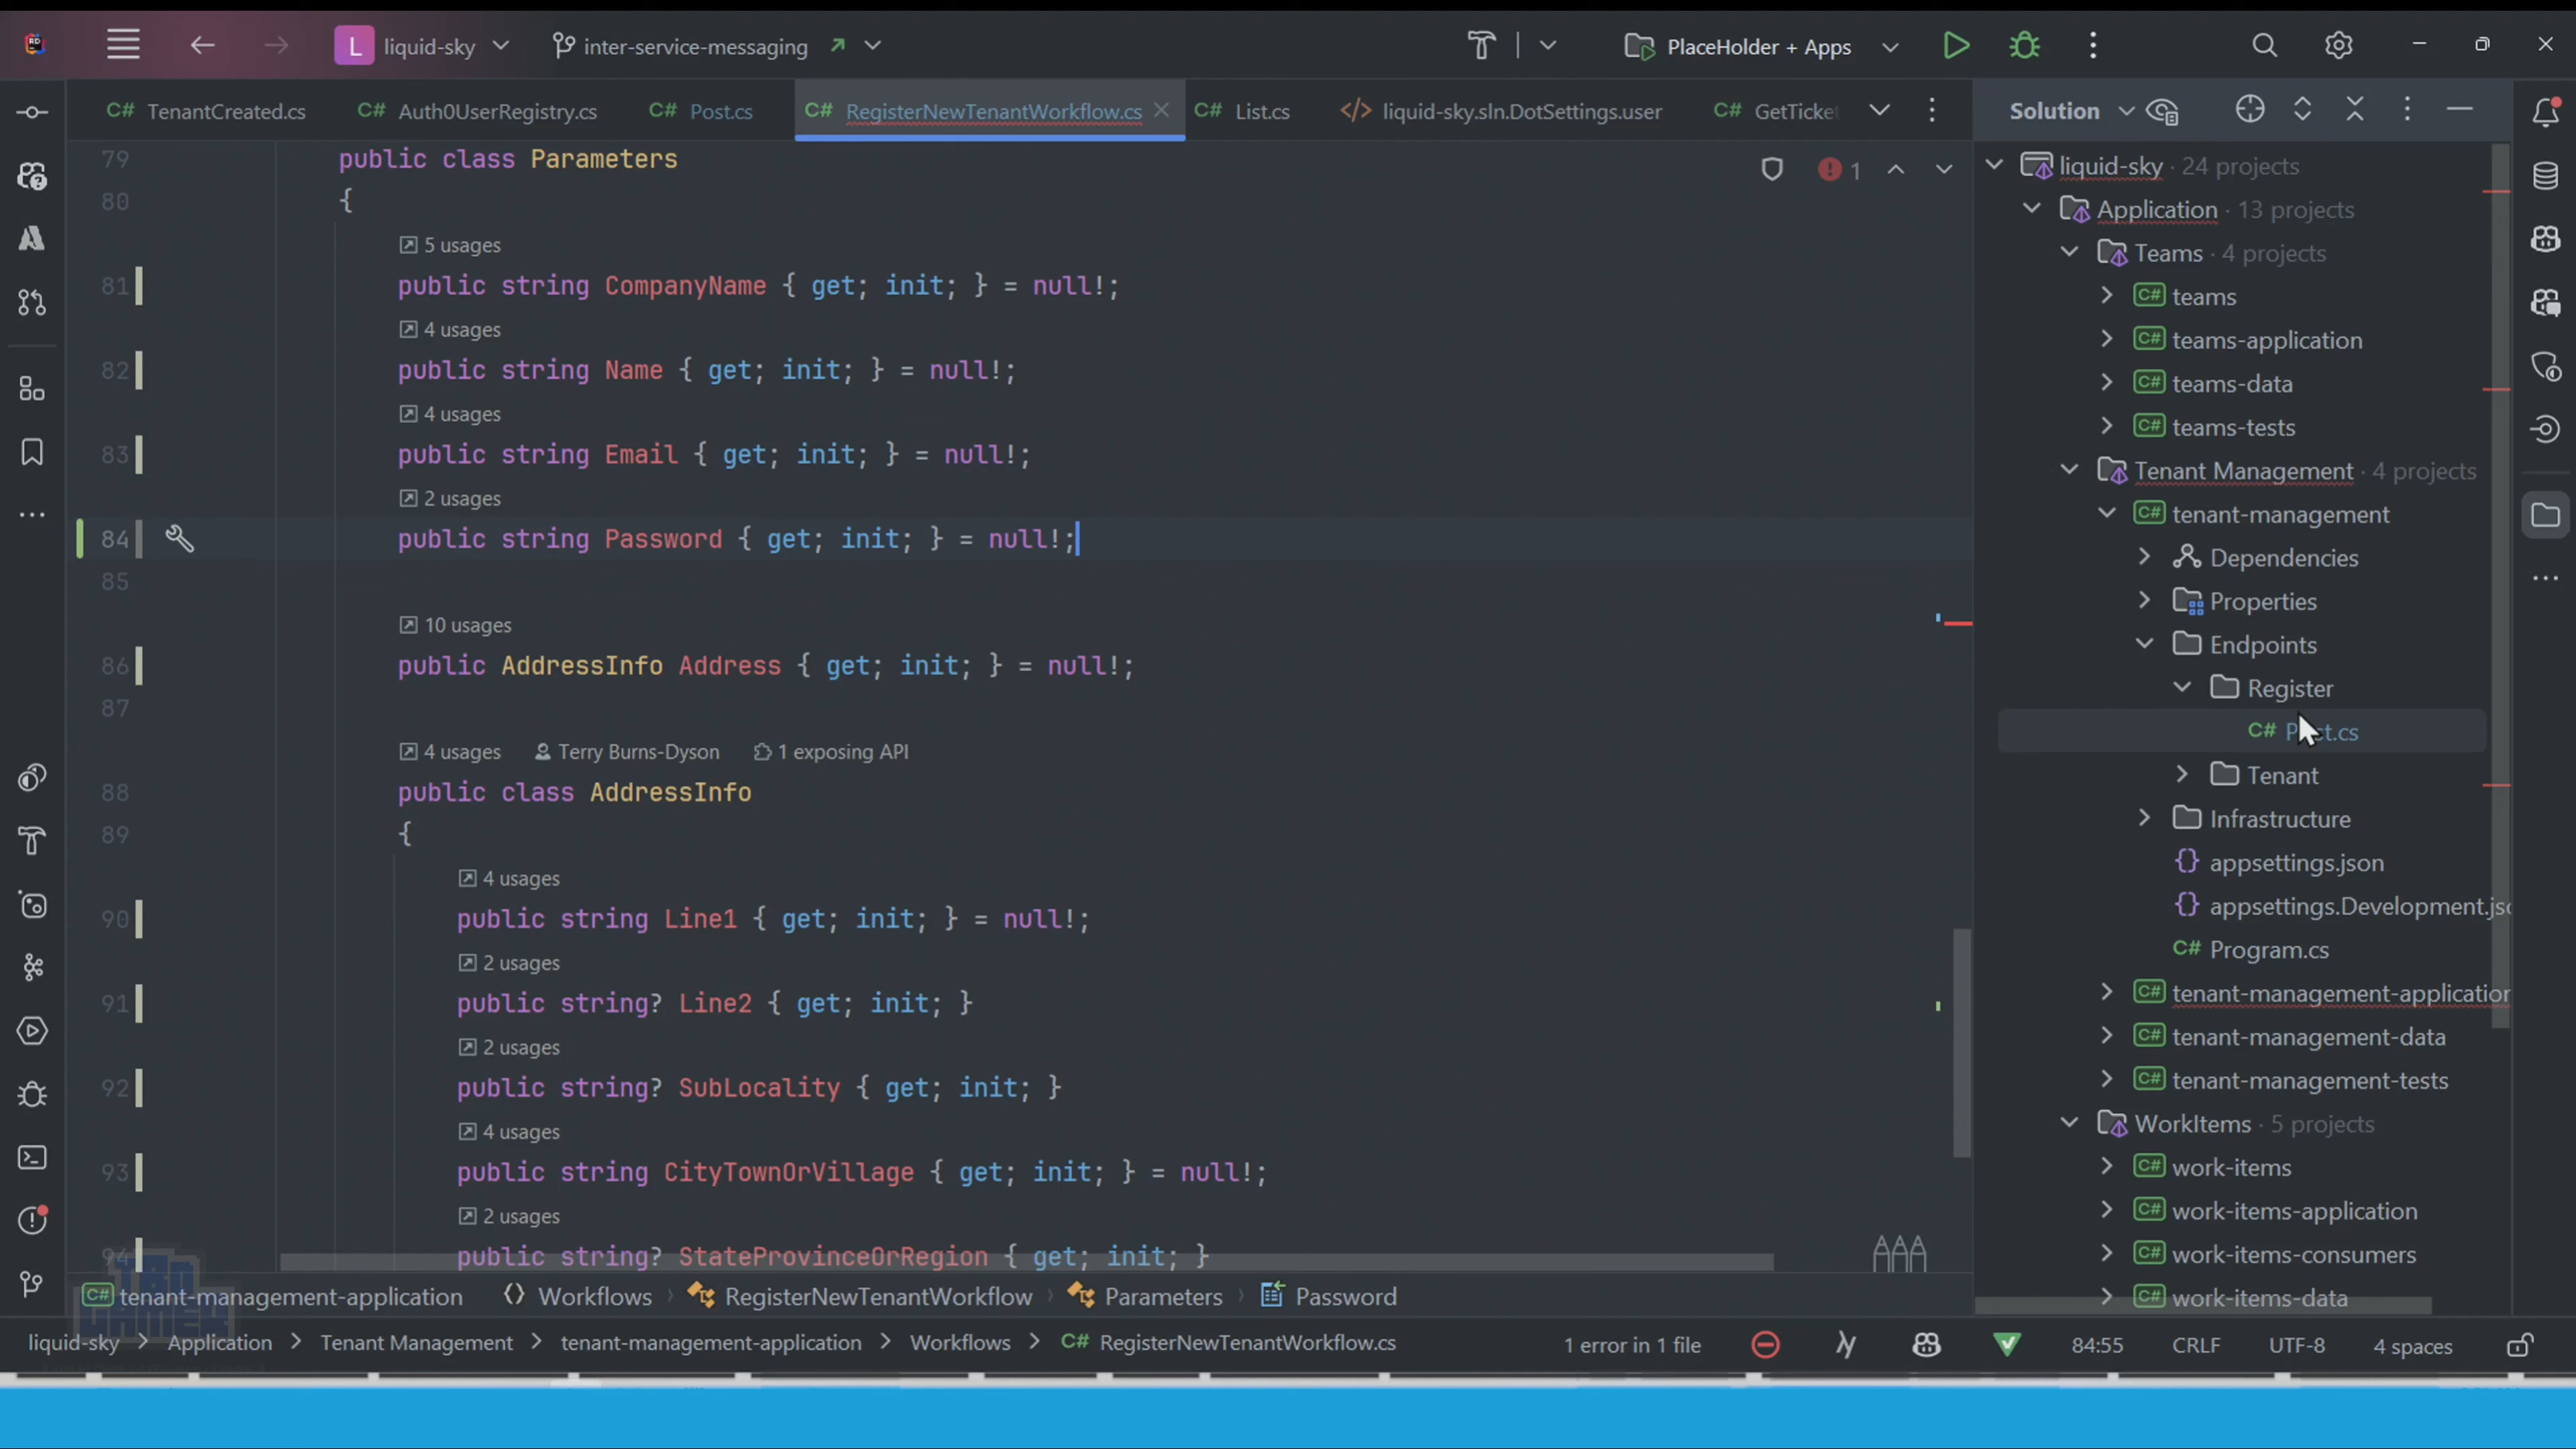 L liquid-sky inter-service-messaging PlaceHolder + Apps
C# TenantCreated.cs C# Auth0UserRegistry.cs C# Post.cs C# RegisterNewTenantWorkflow.cs C# List.cs </> liquid-sky.sln.DotSettings.user C# GetTicket
79 public class Parameters
1
80 {
5 usages
81 public string CompanyName { get; init; } = null!;
4 usages
82 public string Name { get; init; } = null!;
4 usages
83 public string Email { get; init; } = null!;
2 usages
84 public string Password { get; init; } = null!;
85
10 usages
86 public AddressInfo Address { get; init; } = null!;
87
4 usages Terry Burns-Dyson 1 exposing API
88 public class AddressInfo
89 {
4 usages
90 public string Line1 { get; init; } = null!;
2 usages
91 public string? Line2 { get; init; }
2 usages
92 public string? SubLocality { get; init; }
4 usages
93 public string CityTownOrVillage { get; init; } = null!;
2 usages
94 public string? StateProvinceOrRegion { get; init; }
Solution
liquid-sky · 24 projects
Application · 13 projects
Teams · 4 projects
C# teams
C# teams-application
C# teams-data
C# teams-tests
Tenant Management · 4 projects
C# tenant-management
Dependencies
Properties
Endpoints
Register
C# Post.cs
Tenant
Infrastructure
{} appsettings.json
{} appsettings.Development.jso
C# Program.cs
C# tenant-management-application
C# tenant-management-data
C# tenant-management-tests
WorkItems · 5 projects
C# work-items
C# work-items-application
C# work-items-consumers
C# work-items-data
C# tenant-management-application Workflows RegisterNewTenantWorkflow Parameters Password
liquid-sky > Application > Tenant Management > tenant-management-application > Workflows > C# RegisterNewTenantWorkflow.cs
1 error in 1 file 84:55 CRLF UTF-8 4 spaces